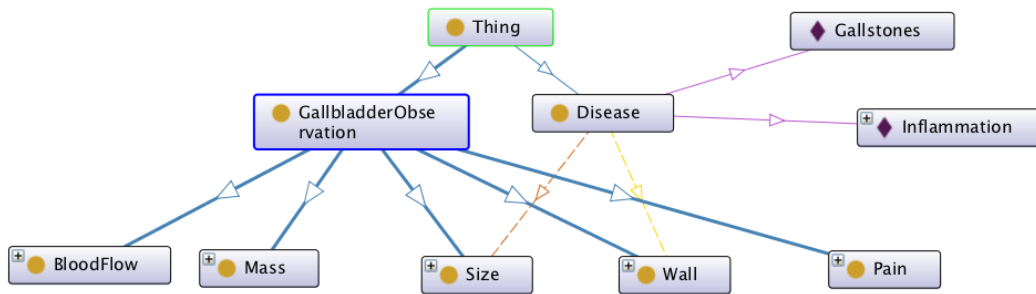 Thing
Gallstones
GallbladderObse
rvation
Disease
Inflammation
BloodFlow
Mass
Size
Wall
Pain